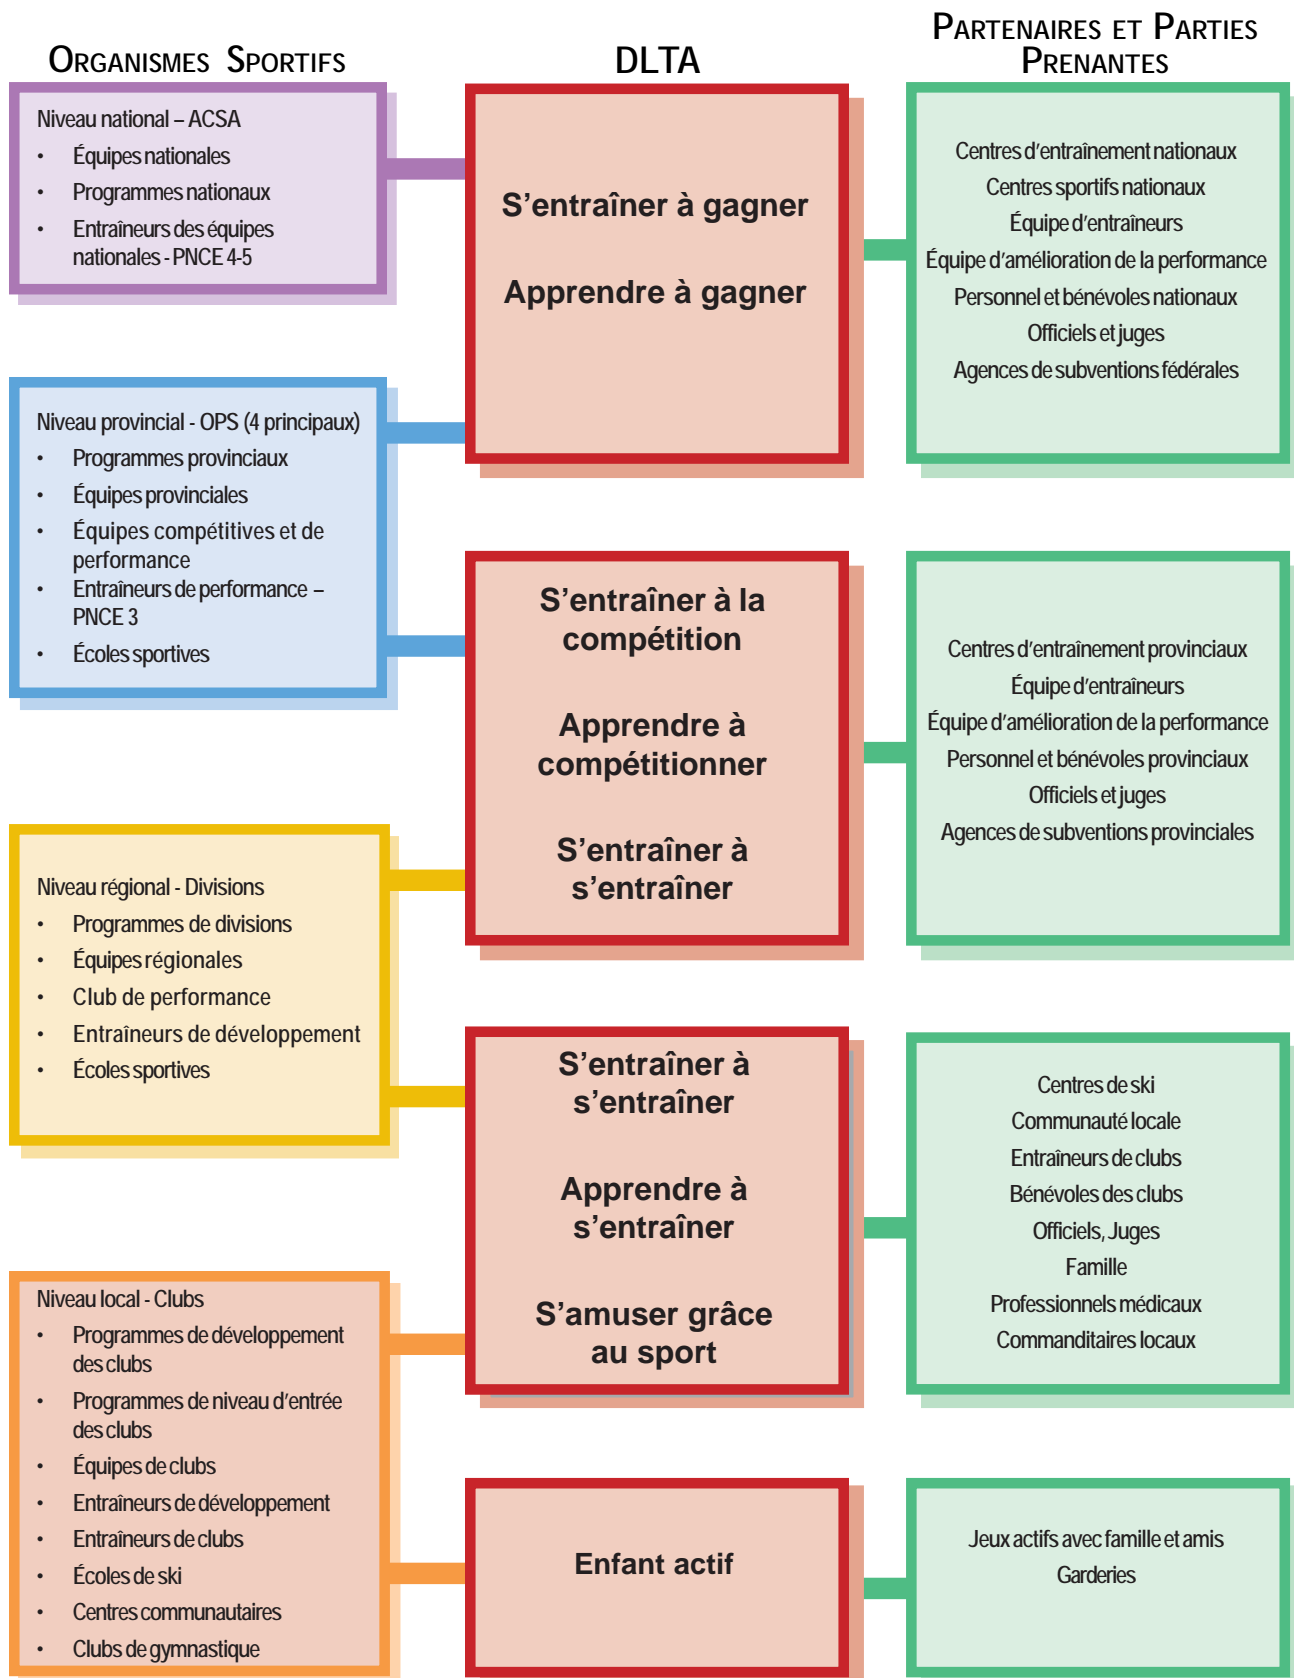 Organismes Sportifs
Niveau national – ACSA
• Équipes nationales
• Programmes nationaux
• Entraîneurs des équipes
nationales - PNCE 4-5
Niveau provincial - OPS (4 principaux)
• Programmes provinciaux
• Équipes provinciales
• Équipes compétitives et de
performance
• Entraîneurs de performance –
PNCE 3
• Écoles sportives
Niveau régional - Divisions
• Programmes de divisions
• Équipes régionales
• Club de performance
• Entraîneurs de développement
• Écoles sportives
Niveau local - Clubs
• Programmes de développement
des clubs
• Programmes de niveau d'entrée
des clubs
• Équipes de clubs
• Entraîneurs de développement
• Entraîneurs de clubs
• Écoles de ski
• Centres communautaires
• Clubs de gymnastique
DLTA
S'entraîner à gagner
Apprendre à gagner
S'entraîner à la
compétition
Apprendre à
compétitionner
S'entraîner à
s'entraîner
S'entraîner à
s'entraîner
Apprendre à
s'entraîner
S'amuser grâce
au sport
Enfant actif
Partenaires et Parties
Prenantes
Centres d'entraînement nationaux
Centres sportifs nationaux
Équipe d'entraîneurs
Équipe d'amélioration de la performance
Personnel et bénévoles nationaux
Officiels et juges
Agences de subventions fédérales
Centres d'entraînement provinciaux
Équipe d'entraîneurs
Équipe d'amélioration de la performance
Personnel et bénévoles provinciaux
Officiels et juges
Agences de subventions provinciales
Centres de ski
Communauté locale
Entraîneurs de clubs
Bénévoles des clubs
Officiels, Juges
Famille
Professionnels médicaux
Commanditaires locaux
Jeux actifs avec famille et amis
Garderies